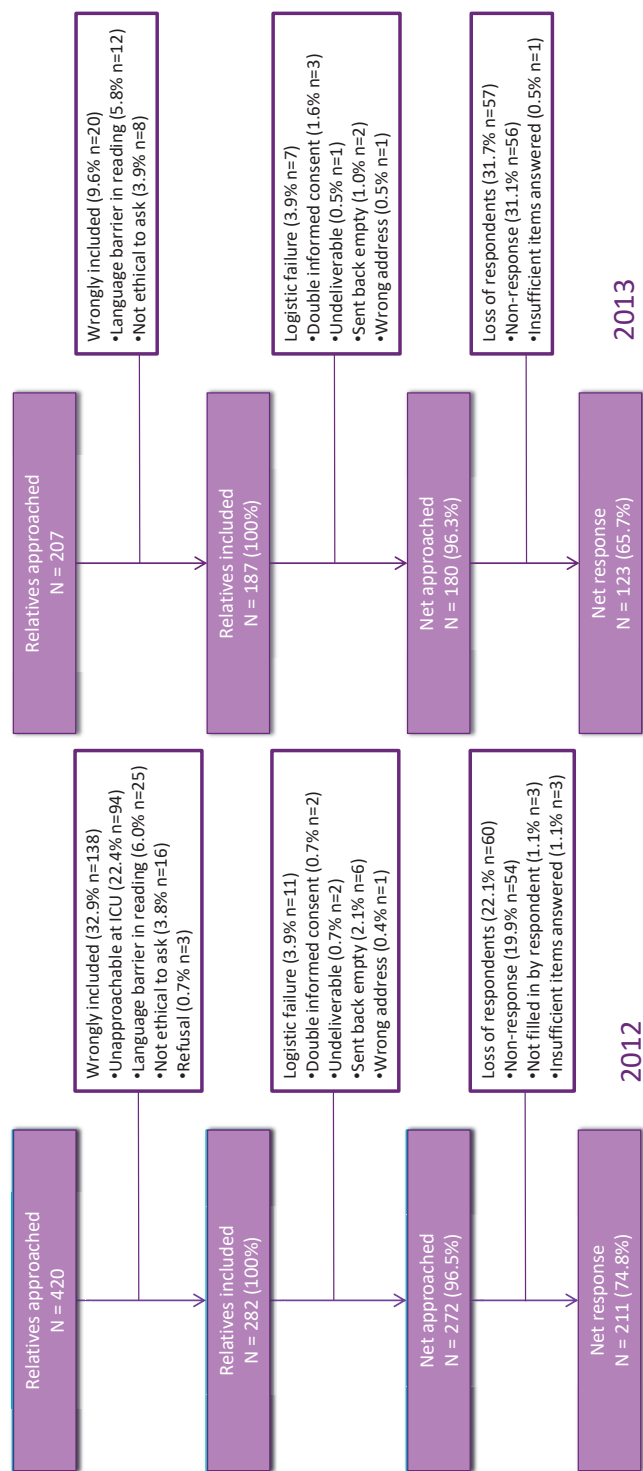 Relatives approached
N = 420
Wrongly included (32.9% n=138)
•Unapproachable at ICU (22.4% n=94)
•Language barrier in reading (6.0% n=25)
•Not ethical to ask (3.8% n=16)
•Refusal (0.7% n=3)
Relatives included
N = 282 (100%)
Logistic failure (3.9% n=11)
•Double informed consent (0.7% n=2)
•Undeliverable (0.7% n=2)
•Sent back empty (2.1% n=6)
•Wrong address (0.4% n=1)
Net approached
N = 272 (96.5%)
Loss of respondents (22.1% n=60)
•Non-response (19.9% n=54)
•Not filled in by respondent (1.1% n=3)
•Insufficient items answered (1.1% n=3)
Net response
N = 211 (74.8%)
2012
Relatives approached
N = 207
Wrongly included (9.6% n=20)
•Language barrier in reading (5.8% n=12)
•Not ethical to ask (3.9% n=8)
Relatives included
N = 187 (100%)
Logistic failure (3.9% n=7)
•Double informed consent (1.6% n=3)
•Undeliverable (0.5% n=1)
•Sent back empty (1.0% n=2)
•Wrong address (0.5% n=1)
Net approached
N = 180 (96.3%)
Loss of respondents (31.7% n=57)
•Non-response (31.1% n=56)
•Insufficient items answered (0.5% n=1)
Net response
N = 123 (65.7%)
2013